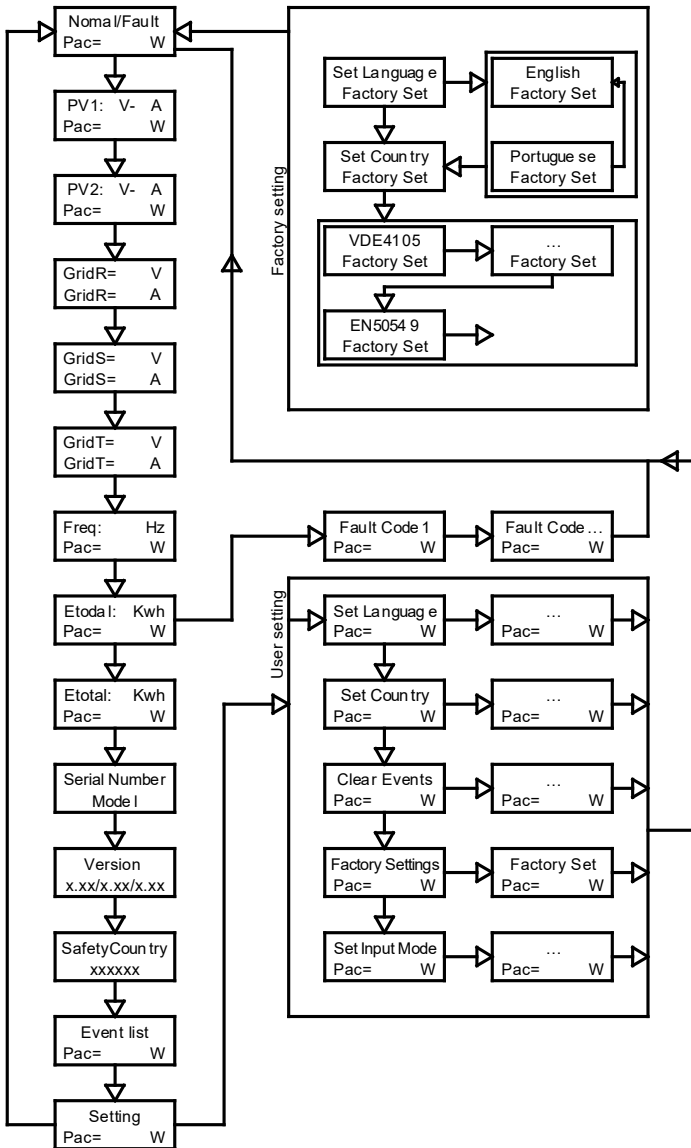 Nomal/Fault
Pac= W
PV1: V- A
Pac= W
PV2: V- A
Pac= W
GridR= V
GridR= A
GridS= V
GridS= A
GridT= V
GridT= A
Freq: Hz
Pac= W
Etodal: Kwh
Pac= W
Etotal: Kwh
Pac= W
Serial Number
Model
Version
x.xx/x.xx/x.xx
SafetyCountry
xxxxxx
Event list
Pac= W
Setting
Pac= W
Factory setting
Set Language
Factory Set
English
Factory Set
Set Country
Factory Set
Portuguese
Factory Set
VDE4105
Factory Set
...
Factory Set
EN50549
Factory Set
Fault Code1
Pac= W
Fault Code...
Pac= W
User setting
Set Language
Pac= W
...
Pac= W
Set Country
Pac= W
...
Pac= W
Clear Events
Pac= W
...
Pac= W
Factory Settings
Pac= W
Factory Set
Pac= W
Set Input Mode
Pac= W
...
Pac= W